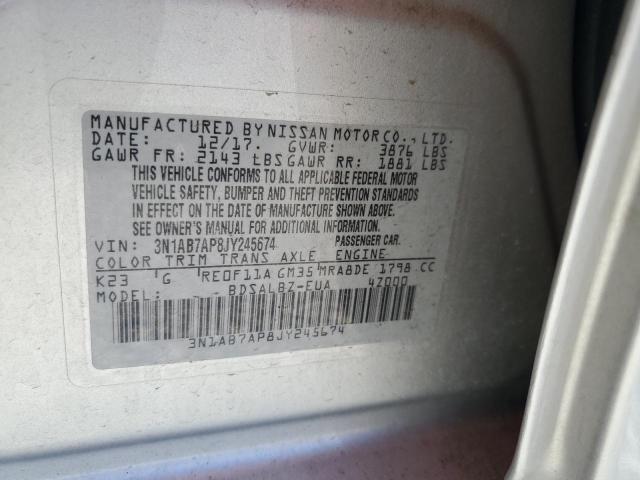 MANUFACTURED BY NISSAN MOTOR CO., LTD.
DATE: 12/17. GVWR: 3876 LBS
GAWR FR: 2143 LBS GAWR RR: 1881 LBS
THIS VEHICLE CONFORMS TO ALL APPLICABLE FEDERAL MOTOR
VEHICLE SAFETY, BUMPER AND THEFT PREVENTION STANDARDS
IN EFFECT ON THE DATE OF MANUFACTURE SHOWN ABOVE.
SEE OWNER'S MANUAL FOR ADDITIONAL INFORMATION.
VIN: 3N1AB7AP8JY245674 PASSENGER CAR.
COLOR TRIM TRANS AXLE ENGINE
K23 G RE0F11A GM35 MRA8DE 1798 CC
MODEL: - - BDSALBZ-EUA 4Z000
3N1AB7AP8JY245674